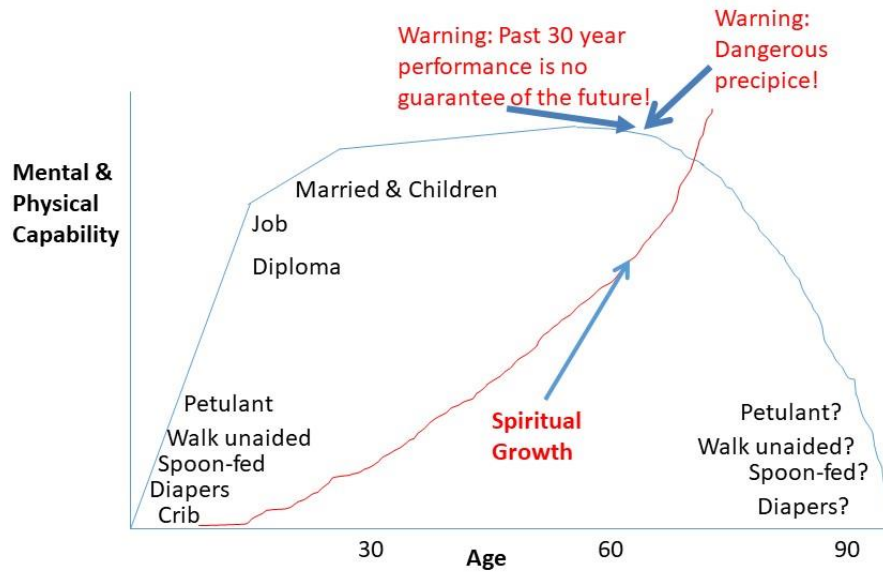 Warning: Past 30 year
performance is no
guarantee of the future!
Warning:
Dangerous
precipice!
Mental &
Physical
Capability
Married & Children
Job
Diploma
Petulant
Walk unaided
Spoon-fed
Diapers
Crib
Spiritual
Growth
Petulant?
Walk unaided?
Spoon-fed?
Diapers?
30
60
90
Age